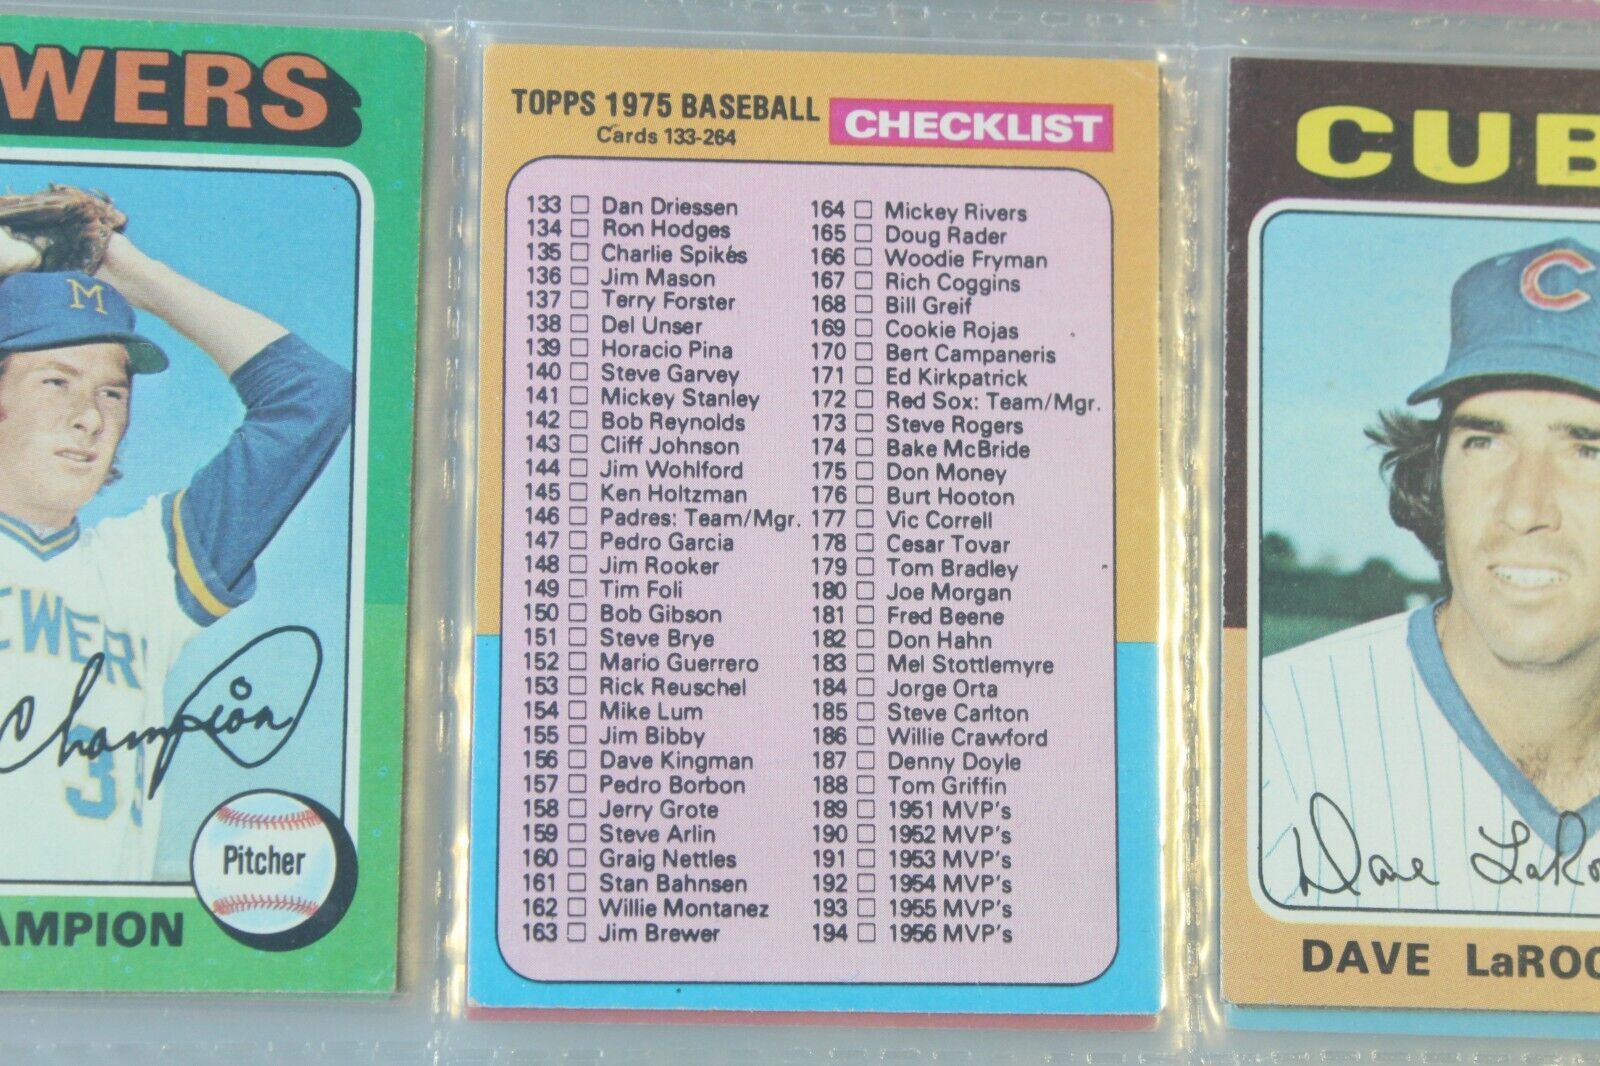 WERS
M
EWER
Champion
3
Pitcher
AMPION
TOPPS 1975 BASEBALL CHECKLIST
Cards 133-264
133 ☐ Dan Driessen
134 ☐ Ron Hodges
135 ☐ Charlie Spikes
136 ☐ Jim Mason
137 ☐ Terry Forster
138 ☐ Del Unser
139 ☐ Horacio Pina
140 ☐ Steve Garvey
141 ☐ Mickey Stanley
142 ☐ Bob Reynolds
143 ☐ Cliff Johnson
144 ☐ Jim Wohlford
145 ☐ Ken Holtzman
146 ☐ Padres: Team/Mgr.
147 ☐ Pedro Garcia
148 ☐ Jim Rooker
149 ☐ Tim Foli
150 ☐ Bob Gibson
151 ☐ Steve Brye
152 ☐ Mario Guerrero
153 ☐ Rick Reuschel
154 ☐ Mike Lum
155 ☐ Jim Bibby
156 ☐ Dave Kingman
157 ☐ Pedro Borbon
158 ☐ Jerry Grote
159 ☐ Steve Arlin
160 ☐ Graig Nettles
161 ☐ Stan Bahnsen
162 ☐ Willie Montanez
163 ☐ Jim Brewer
164 ☐ Mickey Rivers
165 ☐ Doug Rader
166 ☐ Woodie Fryman
167 ☐ Rich Coggins
168 ☐ Bill Greif
169 ☐ Cookie Rojas
170 ☐ Bert Campaneris
171 ☐ Ed Kirkpatrick
172 ☐ Red Sox: Team/Mgr.
173 ☐ Steve Rogers
174 ☐ Bake McBride
175 ☐ Don Money
176 ☐ Burt Hooton
177 ☐ Vic Correll
178 ☐ Cesar Tovar
179 ☐ Tom Bradley
180 ☐ Joe Morgan
181 ☐ Fred Beene
182 ☐ Don Hahn
183 ☐ Mel Stottlemyre
184 ☐ Jorge Orta
185 ☐ Steve Carlton
186 ☐ Willie Crawford
187 ☐ Denny Doyle
188 ☐ Tom Griffin
189 ☐ 1951 MVP's
190 ☐ 1952 MVP's
191 ☐ 1953 MVP's
192 ☐ 1954 MVP's
193 ☐ 1955 MVP's
194 ☐ 1956 MVP's
CUB
C
Dave LaRo
DAVE LaROC